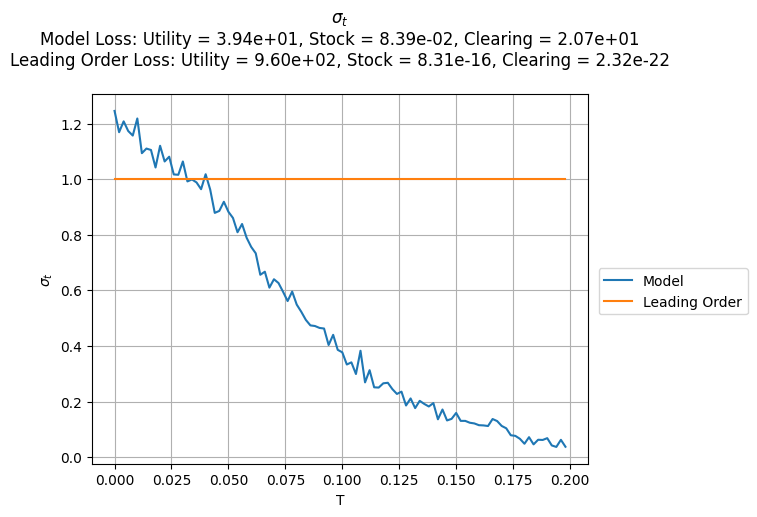 σt
Model Loss: Utility = 3.94e+01, Stock = 8.39e-02, Clearing = 2.07e+01
Leading Order Loss: Utility = 9.60e+02, Stock = 8.31e-16, Clearing = 2.32e-22
1.2
1.0
0.8
0.6
0.4
0.2
0.0
σt
0.000 0.025 0.050 0.075 0.100 0.125 0.150 0.175 0.200
T
Model
Leading Order